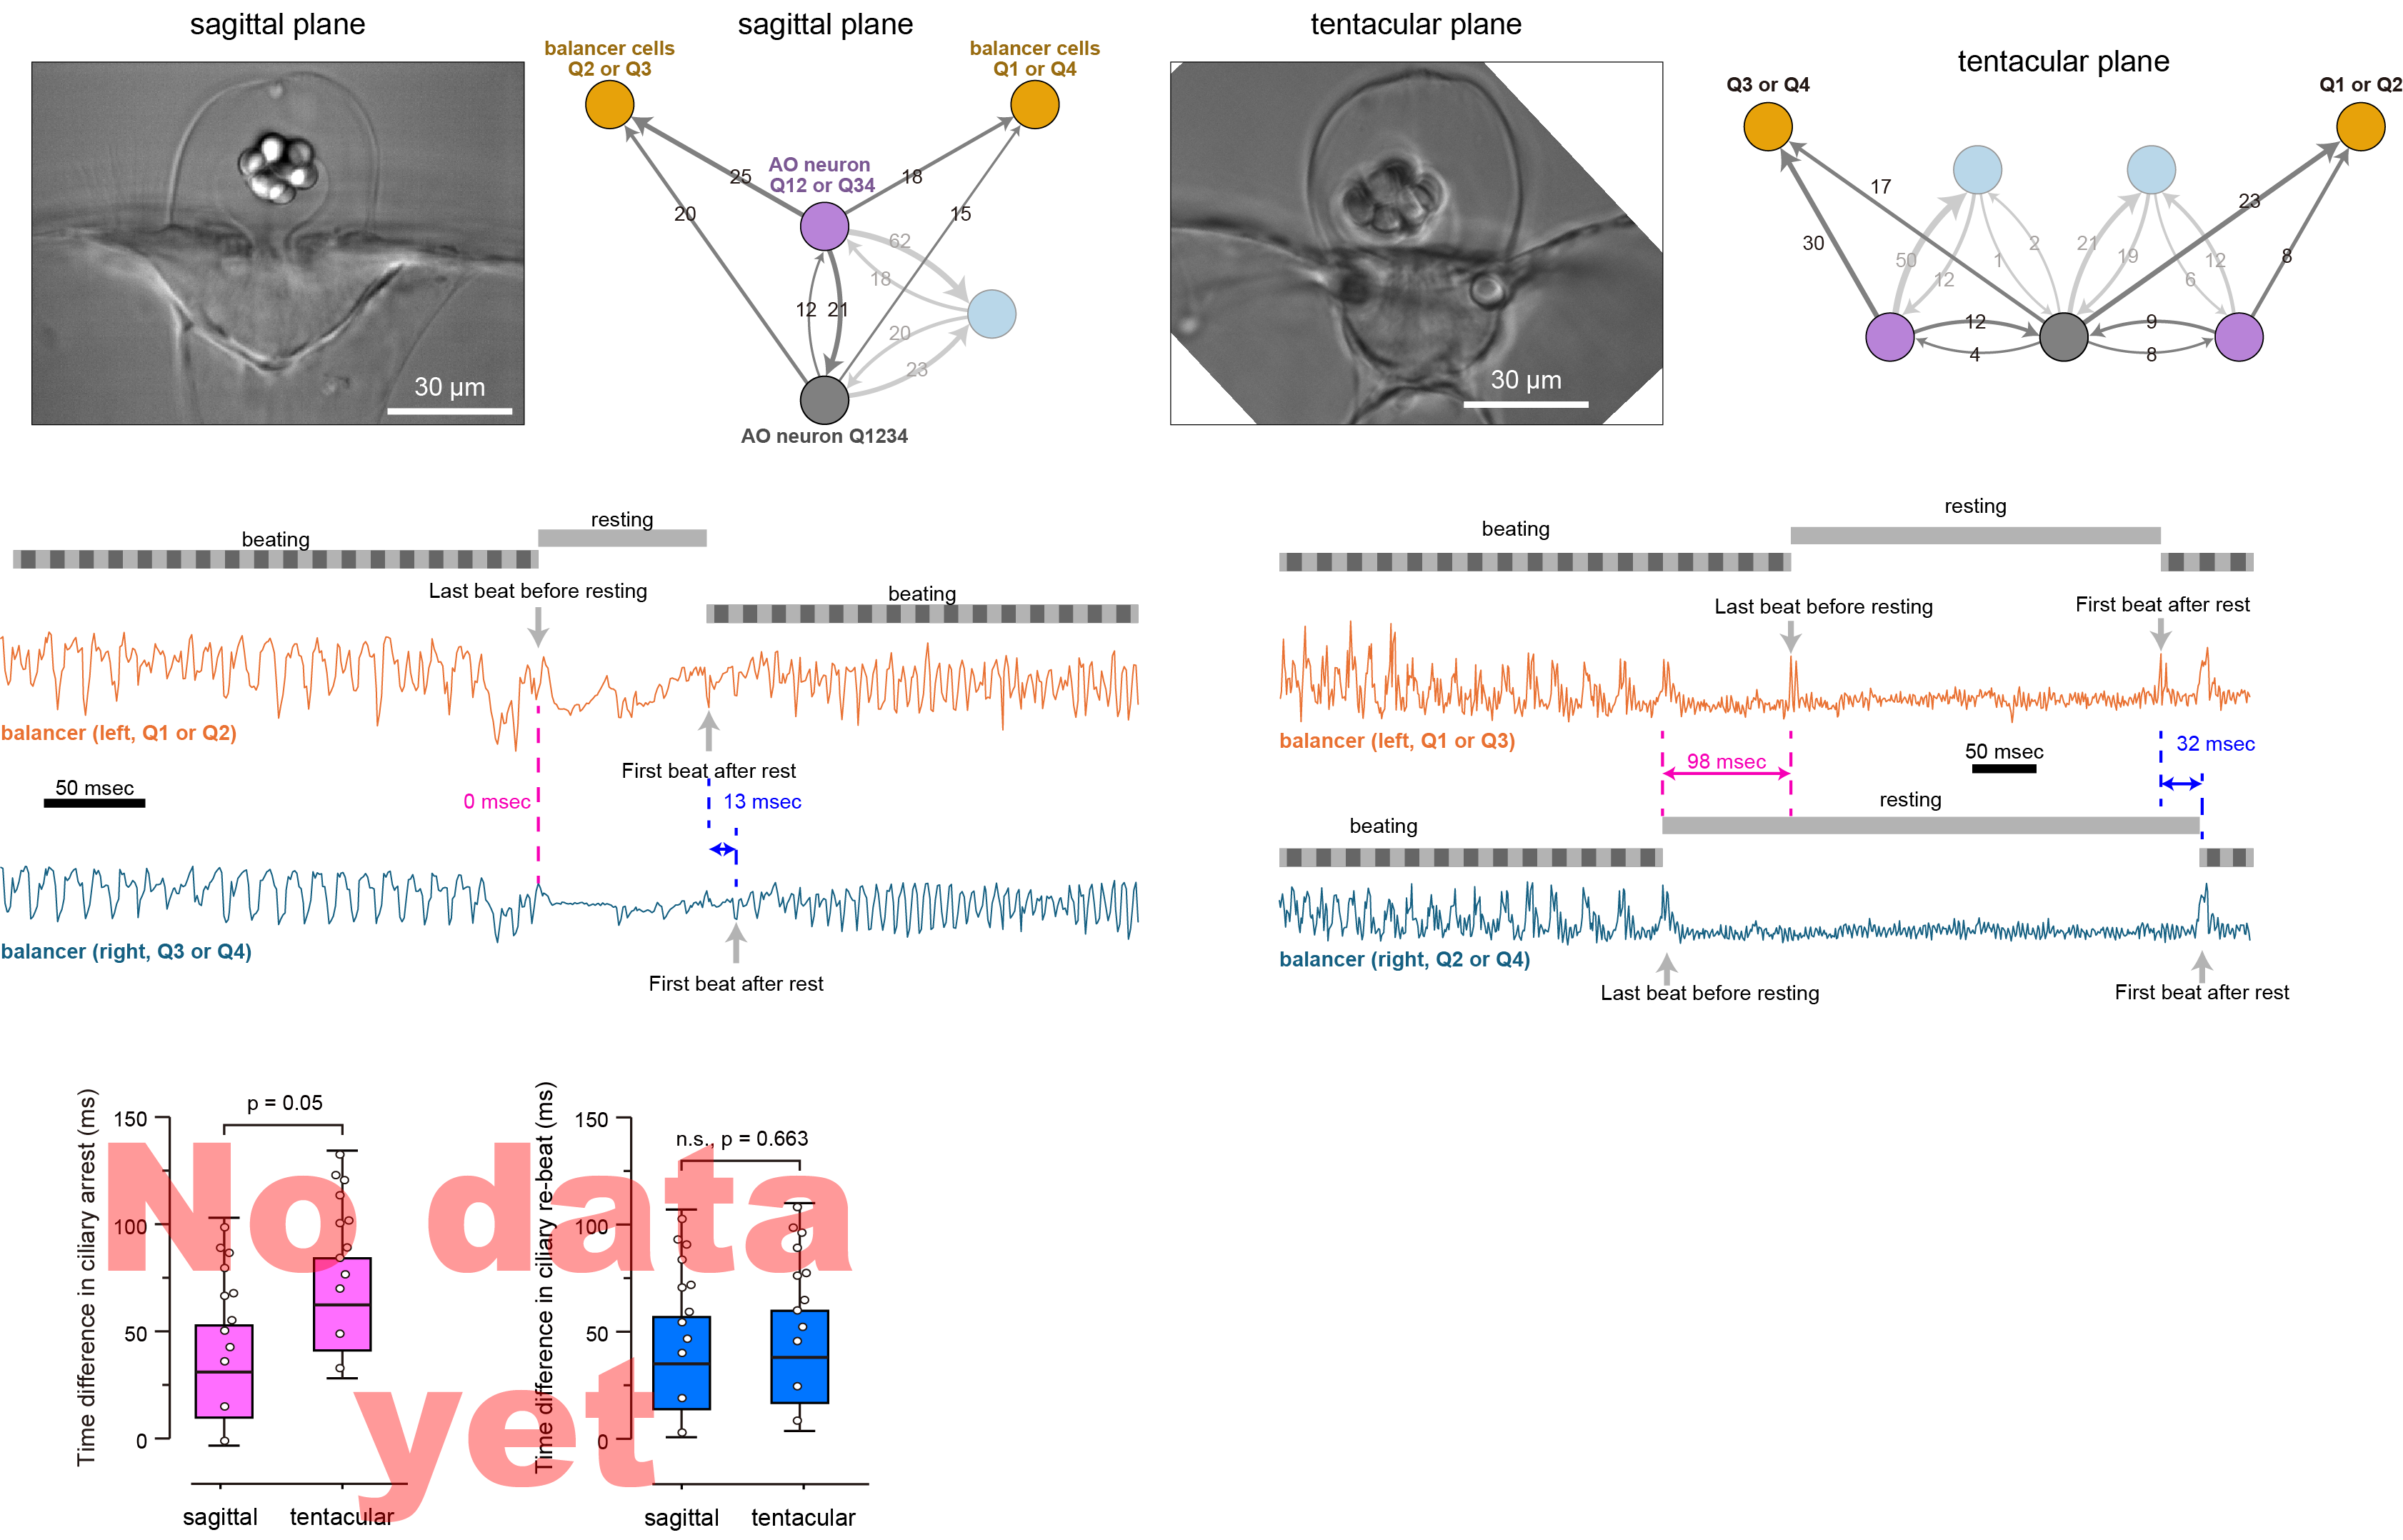 sagittal plane
sagittal plane
tentacular plane
tentacular plane
balancer cells
Q2 or Q3
balancer cells
Q1 or Q4
AO neuron
Q12 or Q34
25
18
20
15
62
18
12
21
20
23
AO neuron Q1234
30 µm
30 µm
Q3 or Q4
Q1 or Q2
17
23
30
8
50
12
1
2
21
19
6
12
12
4
9
8
beating
resting
Last beat before resting
beating
balancer (left, Q1 or Q2)
First beat after rest
50 msec
0 msec
13 msec
balancer (right, Q3 or Q4)
First beat after rest
beating
resting
Last beat before resting
First beat after rest
balancer (left, Q1 or Q3)
98 msec
50 msec
32 msec
resting
beating
balancer (right, Q2 or Q4)
Last beat before resting
First beat after rest
Time difference in ciliary arrest (ms)
150
100
50
0
p = 0.05
sagittal
tentacular
Time difference in ciliary re-beat (ms)
150
100
50
0
n.s., p = 0.663
sagittal
tentacular
No data
yet